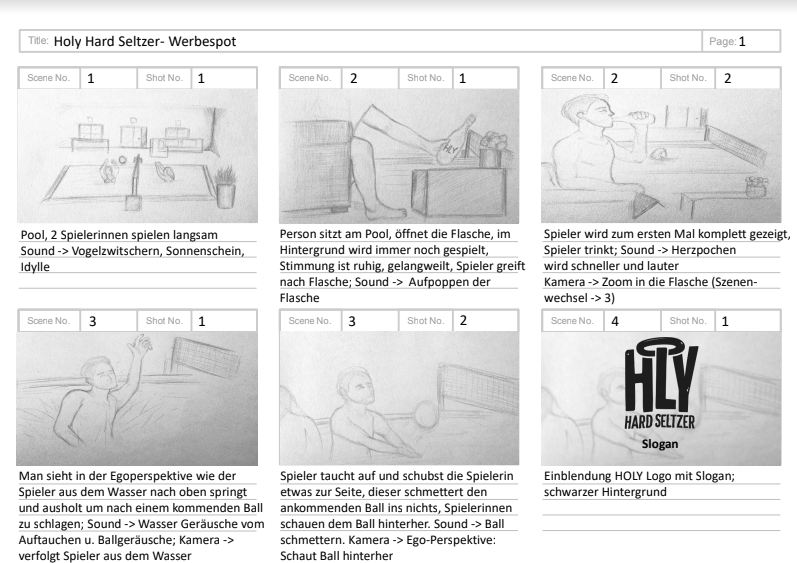 Title: Holy Hard Seltzer- Werbespot
Page: 1
Scene No. 1 Shot No. 1
Pool, 2 Spielerinnen spielen langsam
Sound -> Vogelzwitschern, Sonnenschein,
Idylle
Scene No. 2 Shot No. 1
HLY
Person sitzt am Pool, öffnet die Flasche, im
Hintergrund wird immer noch gespielt,
Stimmung ist ruhig, gelangweilt, Spieler greift
nach Flasche; Sound -> Aufpoppen der
Flasche
Scene No. 2 Shot No. 2
Spieler wird zum ersten Mal komplett gezeigt,
Spieler trinkt; Sound -> Herzpochen
wird schneller und lauter
Kamera -> Zoom in die Flasche (Szenen-
wechsel -> 3)
Scene No. 3 Shot No. 1
Man sieht in der Egoperspektive wie der
Spieler aus dem Wasser nach oben springt
und ausholt um nach einem kommenden Ball
zu schlagen; Sound -> Wasser Geräusche vom
Auftauchen u. Ballgeräusche; Kamera ->
verfolgt Spieler aus dem Wasser
Scene No. 3 Shot No. 2
Spieler taucht auf und schubst die Spielerin
etwas zur Seite, dieser schmettert den
ankommenden Ball ins nichts, Spielerinnen
schauen dem Ball hinterher. Sound -> Ball
schmettern. Kamera -> Ego-Perspektive:
Schaut Ball hinterher
Scene No. 4 Shot No. 1
HLY
HARD SELTZER
Slogan
Einblendung HOLY Logo mit Slogan;
schwarzer Hintergrund